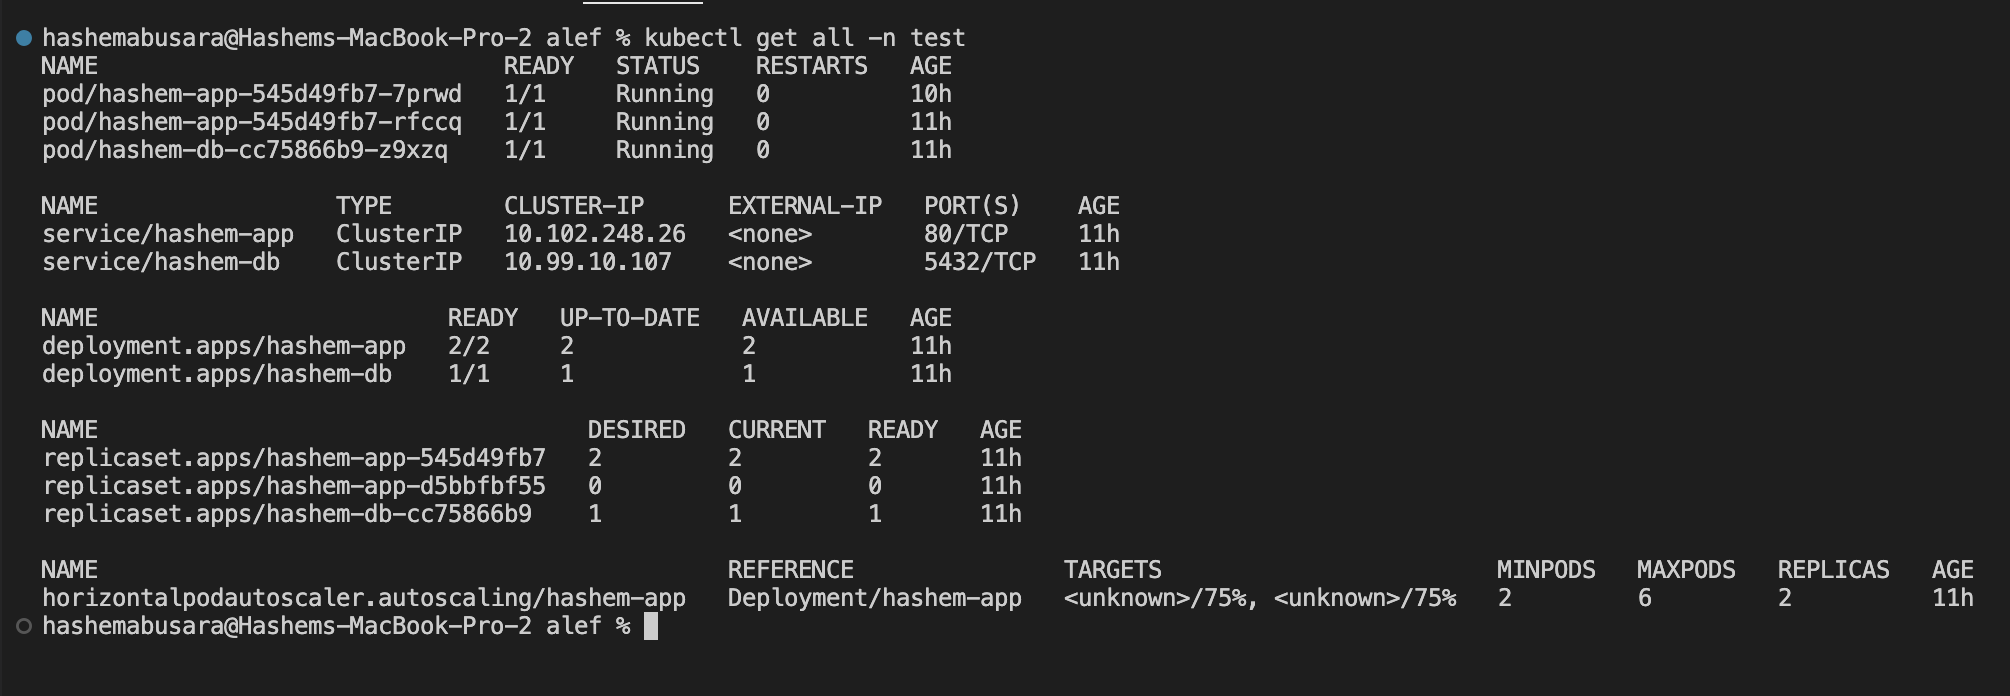 hashemabusara@Hashems-MacBook-Pro-2 alef % kubectl get all -n test
NAME READY STATUS RESTARTS AGE
pod/hashem-app-545d49fb7-7prwd 1/1 Running 0 10h
pod/hashem-app-545d49fb7-rfccq 1/1 Running 0 11h
pod/hashem-db-cc75866b9-z9xzq 1/1 Running 0 11h
NAME TYPE CLUSTER-IP EXTERNAL-IP PORT(S) AGE
service/hashem-app ClusterIP 10.102.248.26 <none> 80/TCP 11h
service/hashem-db ClusterIP 10.99.10.107 <none> 5432/TCP 11h
NAME READY UP-TO-DATE AVAILABLE AGE
deployment.apps/hashem-app 2/2 2 2 11h
deployment.apps/hashem-db 1/1 1 1 11h
NAME DESIRED CURRENT READY AGE
replicaset.apps/hashem-app-545d49fb7 2 2 2 11h
replicaset.apps/hashem-app-d5bbfbf55 0 0 0 11h
replicaset.apps/hashem-db-cc75866b9 1 1 1 11h
NAME REFERENCE TARGETS MINPODS MAXPODS REPLICAS AGE
horizontalpodautoscaler.autoscaling/hashem-app Deployment/hashem-app <unknown>/75%, <unknown>/75% 2 6 2 11h
hashemabusara@Hashems-MacBook-Pro-2 alef %